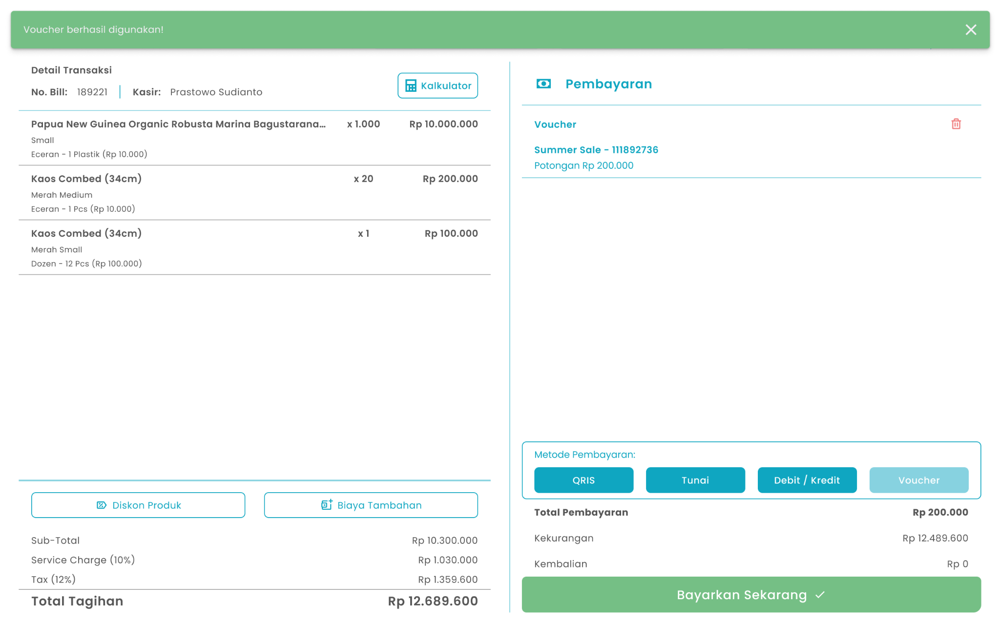 Voucher berhasil digunakan!
Detail Transaksi
No. Bill: 189221 Kasir: Prastowo Sudianto
Kalkulator
Papua New Guinea Organic Robusta Marina Bagustarana... x 1.000 Rp 10.000.000
Small
Eceran - 1 Plastik (Rp 10.000)
Kaos Combed (34cm) x 20 Rp 200.000
Merah Medium
Eceran - 1 Pcs (Rp 10.000)
Kaos Combed (34cm) x 1 Rp 100.000
Merah Small
Dozen - 12 Pcs (Rp 100.000)
Diskon Produk
Biaya Tambahan
Sub-Total Rp 10.300.000
Service Charge (10%) Rp 1.030.000
Tax (12%) Rp 1.359.600
Total Tagihan Rp 12.689.600
Pembayaran
Voucher
Summer Sale - 111892736
Potongan Rp 200.000
Metode Pembayaran:
QRIS
Tunai
Debit / Kredit
Voucher
Total Pembayaran Rp 200.000
Kekurangan Rp 12.489.600
Kembalian Rp 0
Bayarkan Sekarang